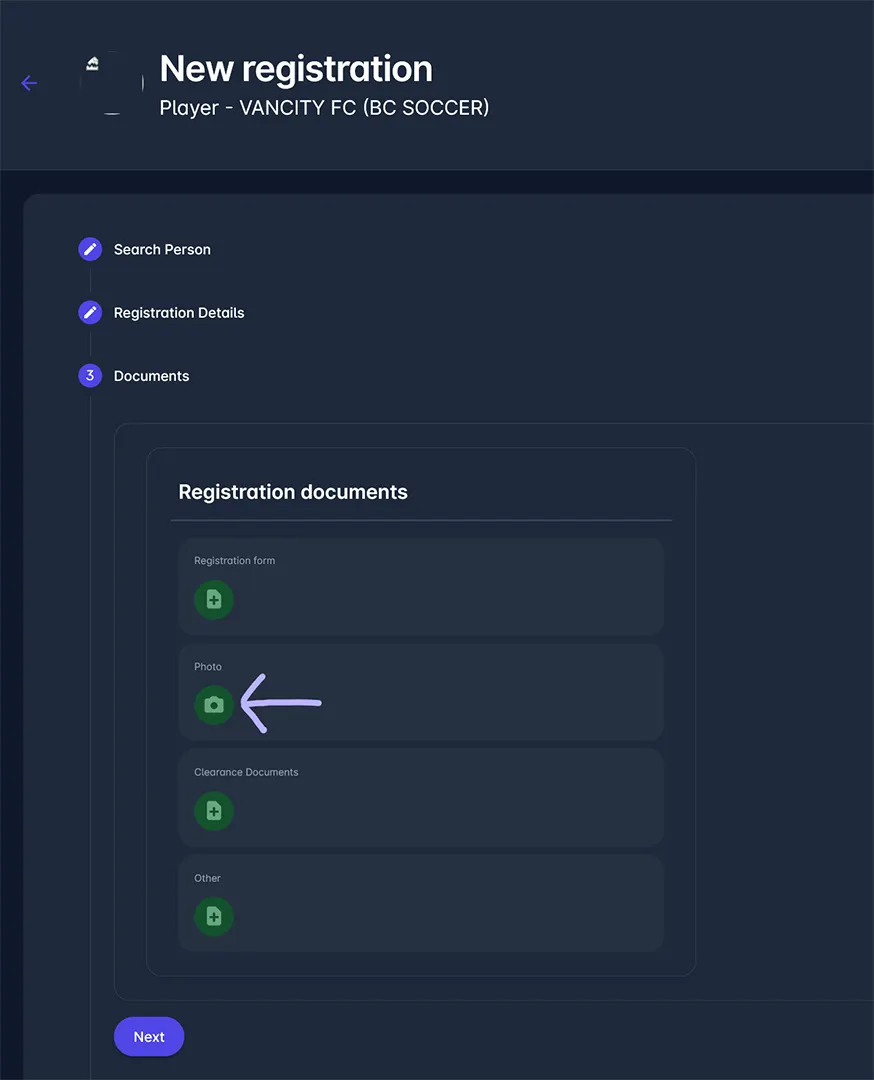 New registration
Player - VANCITY FC (BC SOCCER)
Search Person
Registration Details
3 Documents
Registration documents
Registration form
Photo
Clearance Documents
Other
Next